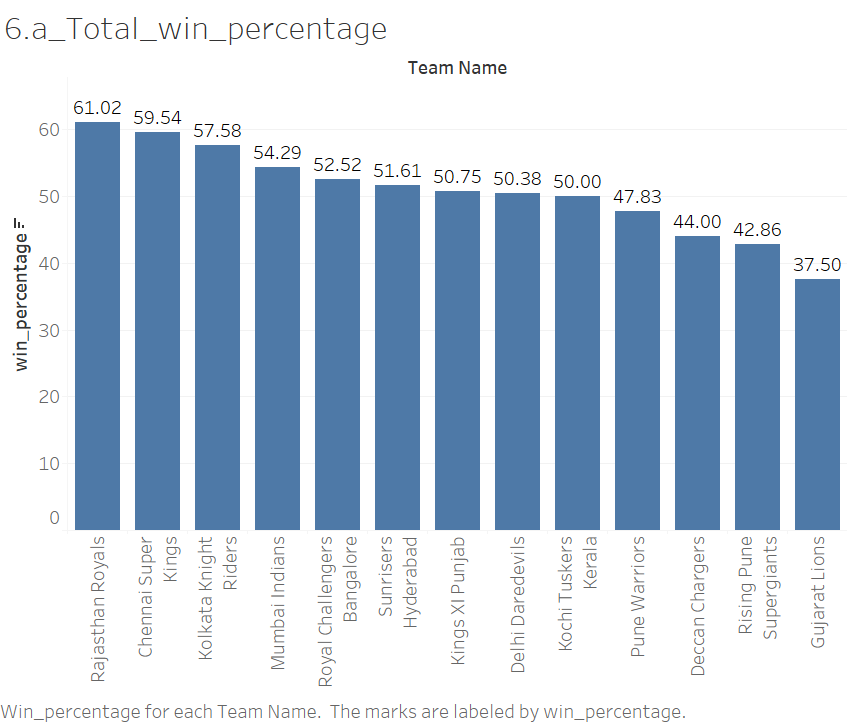 6.a_Total_win_percentage
Team Name
61.02
59.54
57.58
54.29
52.52
51.61
50.75
50.38
50.00
47.83
44.00
42.86
37.50
60
50
40
30
20
10
0
win_percentage
Rajasthan Royals
Chennai Super
Kings
Kolkata Knight
Riders
Mumbai Indians
Royal Challengers
Bangalore
Sunrisers
Hyderabad
Kings XI Punjab
Delhi Daredevils
Kochi Tuskers
Kerala
Pune Warriors
Deccan Chargers
Rising Pune
Supergiants
Gujarat Lions
Win_percentage for each Team Name.  The marks are labeled by win_percentage.